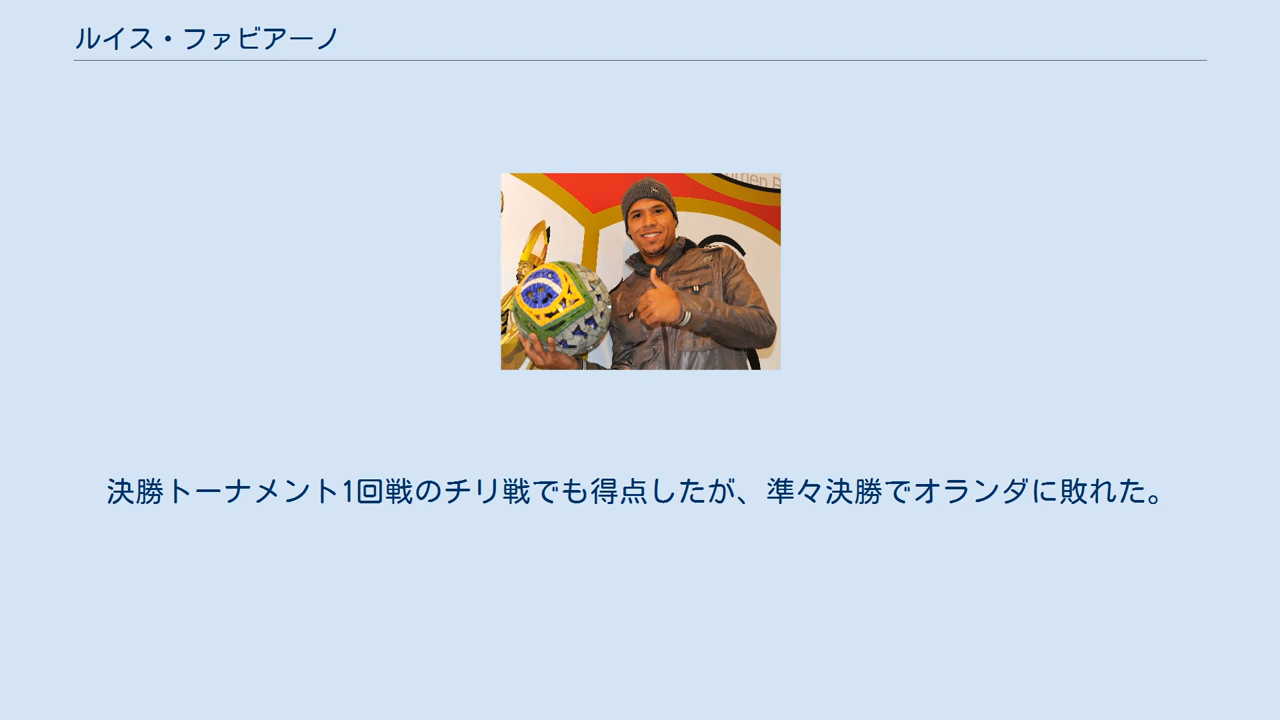 ルイス・ファビアーノ
決勝トーナメント1回戦のチリ戦でも得点したが、準々決勝でオランダに敗れた。